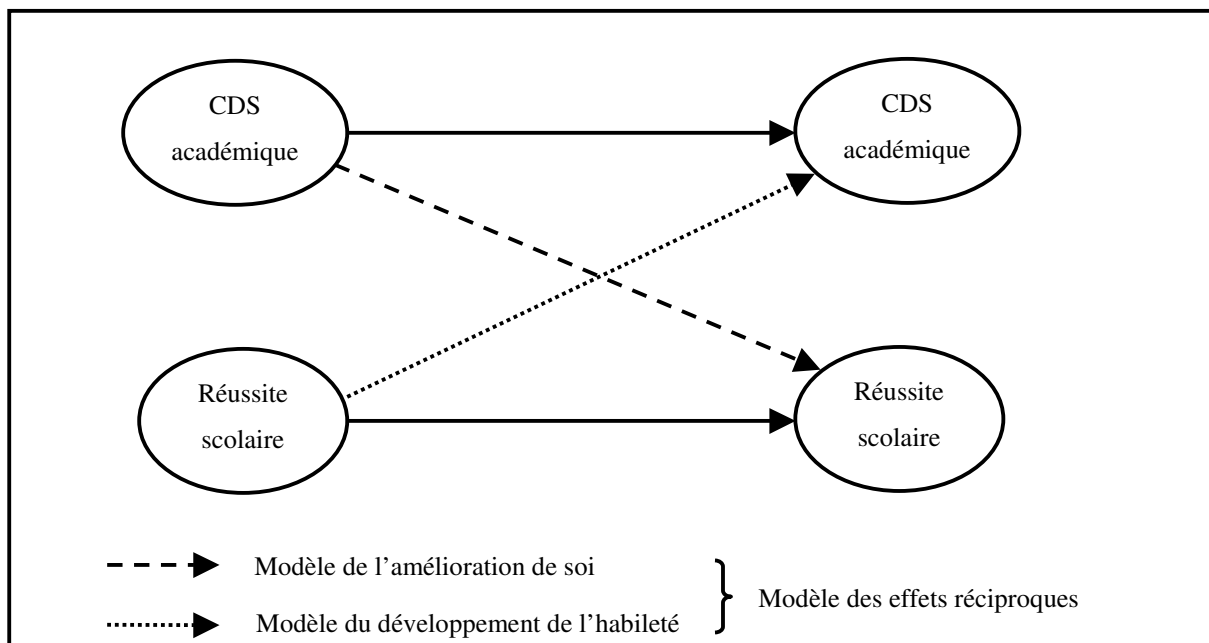 CDS
académique
CDS
académique
Réussite
scolaire
Réussite
scolaire
Modèle de l’amélioration de soi
Modèle du développement de l’habileté
Modèle des effets réciproques